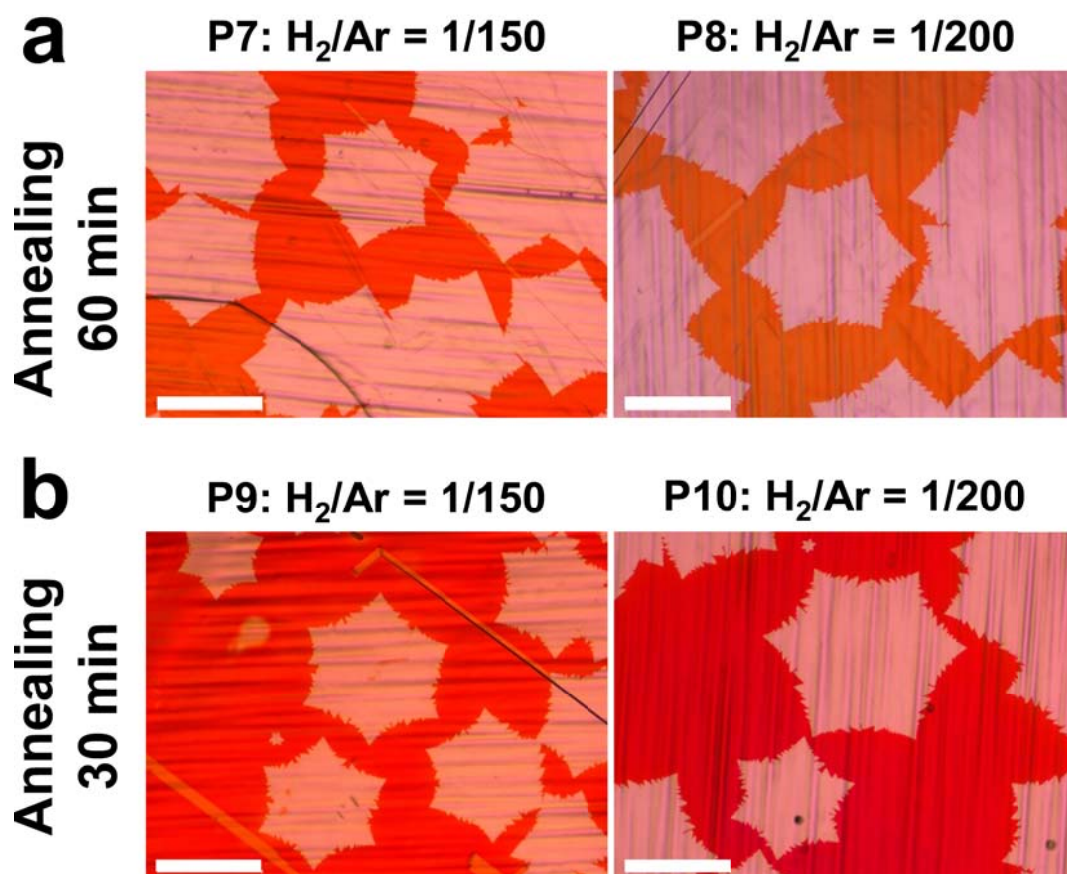 a
P7: H₂/Ar = 1/150
P8: H₂/Ar = 1/200
Annealing
60 min
b
P9: H₂/Ar = 1/150
P10: H₂/Ar = 1/200
Annealing
30 min